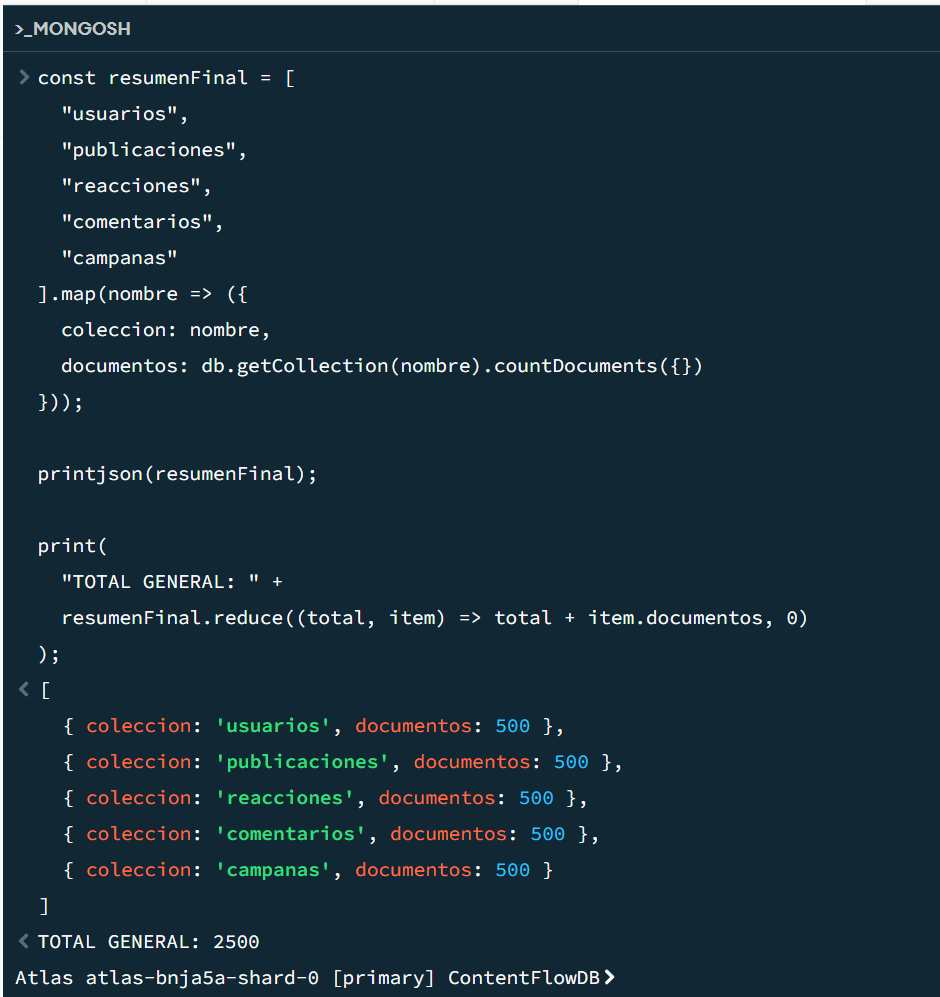 >_MONGOSH
const resumenFinal = [
"usuarios",
"publicaciones",
"reacciones",
"comentarios",
"campanas"
].map(nombre => ({
coleccion: nombre,
documentos: db.getCollection(nombre).countDocuments({})
}));
printjson(resumenFinal);
print(
"TOTAL GENERAL: " +
resumenFinal.reduce((total, item) => total + item.documentos, 0)
);
[
{ coleccion: 'usuarios', documentos: 500 },
{ coleccion: 'publicaciones', documentos: 500 },
{ coleccion: 'reacciones', documentos: 500 },
{ coleccion: 'comentarios', documentos: 500 },
{ coleccion: 'campanas', documentos: 500 }
]
TOTAL GENERAL: 2500
Atlas atlas-bnja5a-shard-0 [primary] ContentFlowDB>